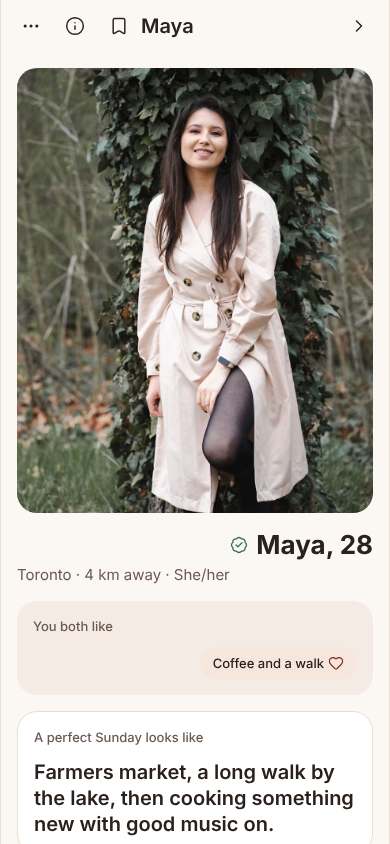 Maya
Maya, 28
Toronto · 4 km away · She/her
You both like
Coffee and a walk
A perfect Sunday looks like
Farmers market, a long walk by
the lake, then cooking something
new with good music on.